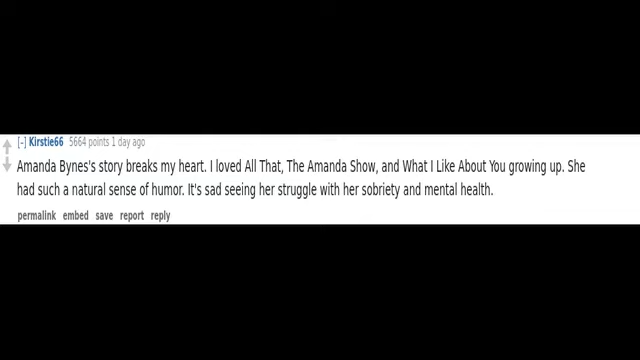 [-] Kirstie66 5664 points 1 day ago
Amanda Bynes's story breaks my heart. I loved All That, The Amanda Show, and What I Like About You growing up. She
had such a natural sense of humor. It's sad seeing her struggle with her sobriety and mental health.
permalink embed save report reply